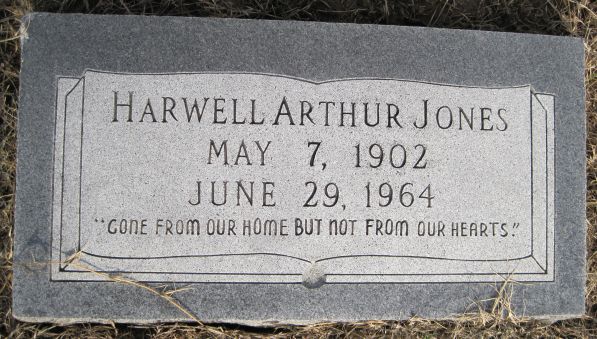 HARWELL ARTHUR JONES
MAY 7, 1902
JUNE 29, 1964
"GONE FROM OUR HOME BUT NOT FROM OUR HEARTS."